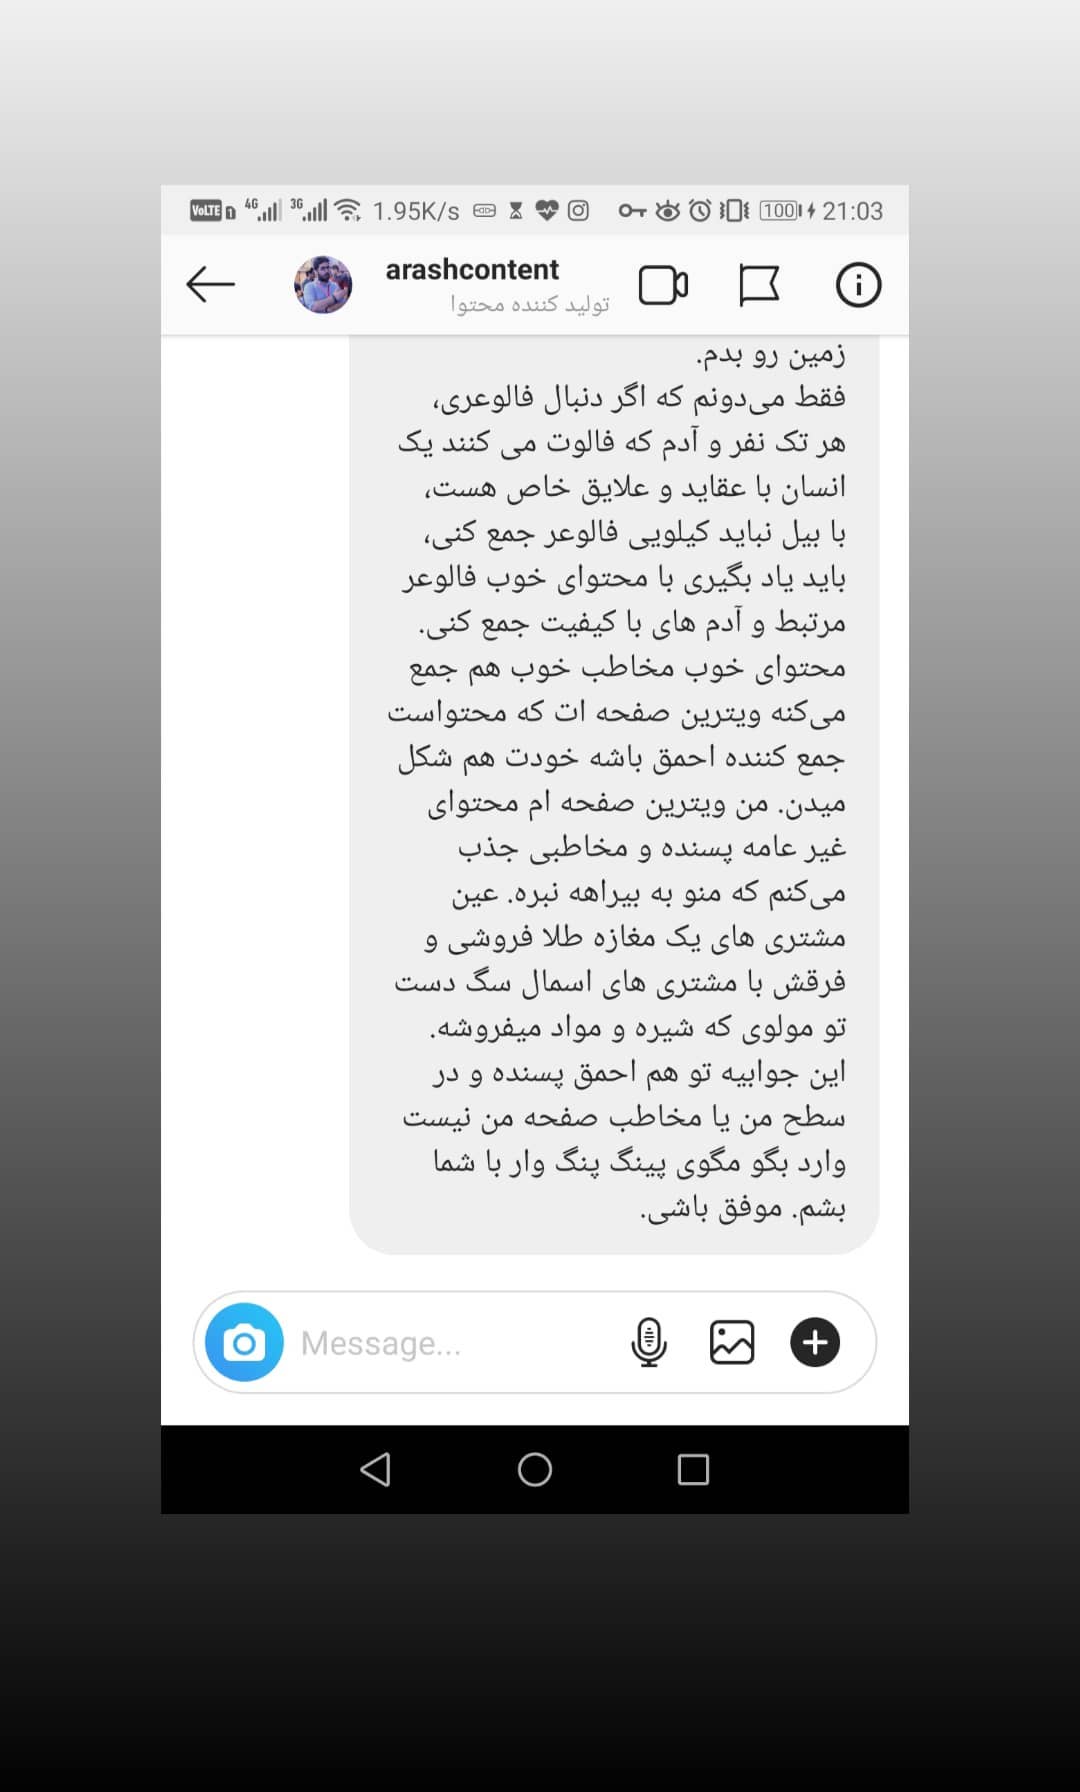 VoLTE 1 4G 3G 1.95K/s 100 21:03
arashcontent
تولید کننده محتوا!
زمین رو بدم.
فقط می‌دونم که اگر دنبال فالوعری،
هر تک نفر و آدم که فالوت می کنند یک
انسان با عقاید و علایق خاص هست،
با بیل نباید کیلویی فالوعر جمع کنی،
باید یاد بگیری با محتوای خوب فالوعر
مرتبط و آدم های با کیفیت جمع کنی.
محتوای خوب مخاطب خوب هم جمع
می‌کنه ویترین صفحه ات که محتواست
جمع کننده احمق باشه خودت هم شکل
میدن. من ویترین صفحه ام محتوای
غیر عامه پسنده و مخاطبی جذب
می‌کنم که منو به بیراهه نبره. عین
مشتری های یک مغازه طلا فروشی و
فرقش با مشتری های اسمال سگ دست
تو مولوی که شیره و مواد میفروشه.
این جوابیه تو هم احمق پسنده و در
سطح من یا مخاطب صفحه من نیست
وارد بگو مگوی پینگ پنگ وار با شما
بشم. موفق باشی.
Message...